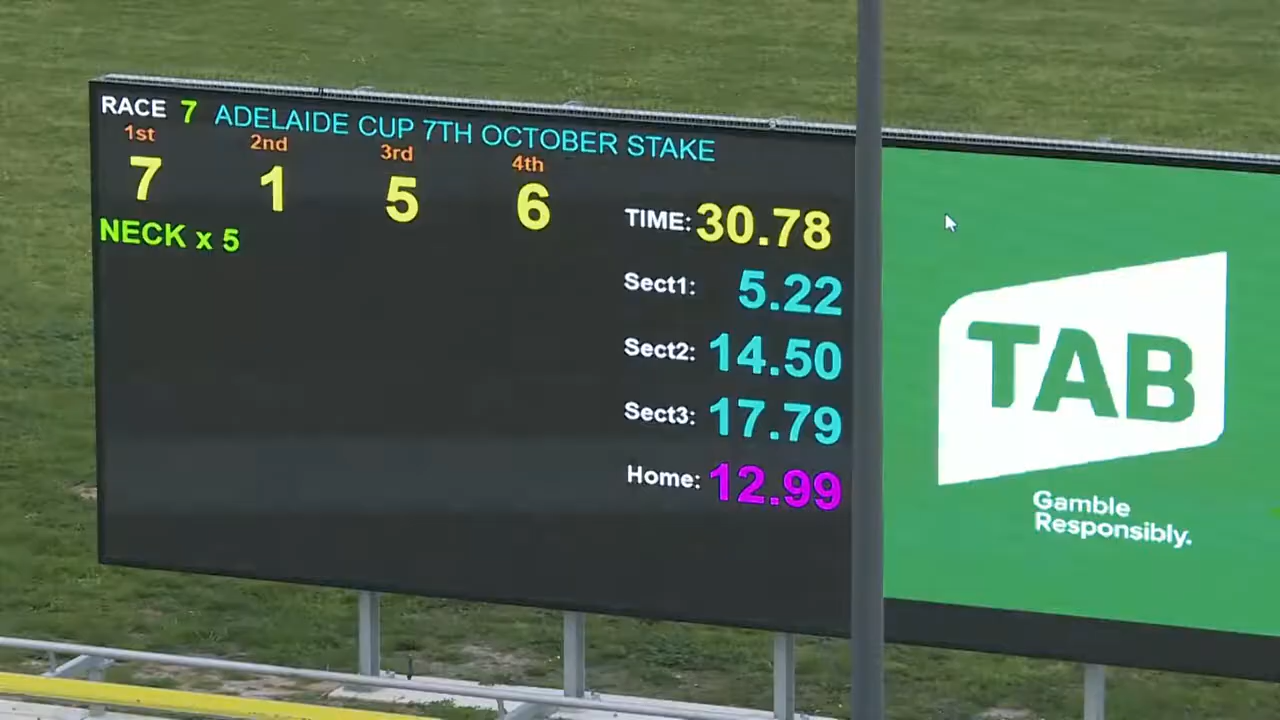 RACE 7 ADELAIDE CUP 7TH OCTOBER STAKE
1st 2nd 3rd 4th
7 1 5 6
NECK x 5
TIME: 30.78
Sect1: 5.22
Sect2: 14.50
Sect3: 17.79
Home: 12.99
TAB
Gamble
Responsibly.